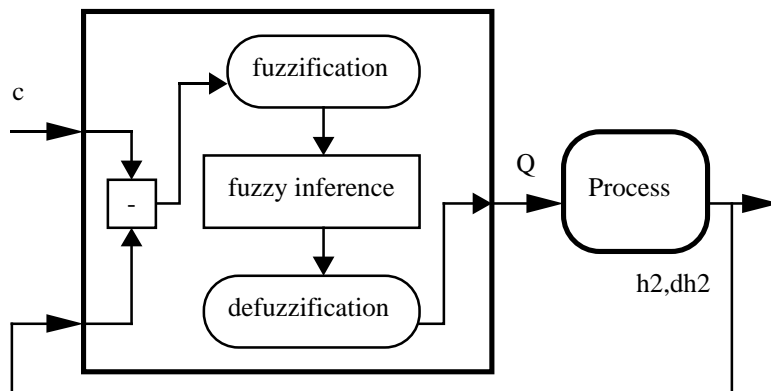 fuzzification
c
fuzzy inference
Q
Process
-
h2,dh2
defuzzification